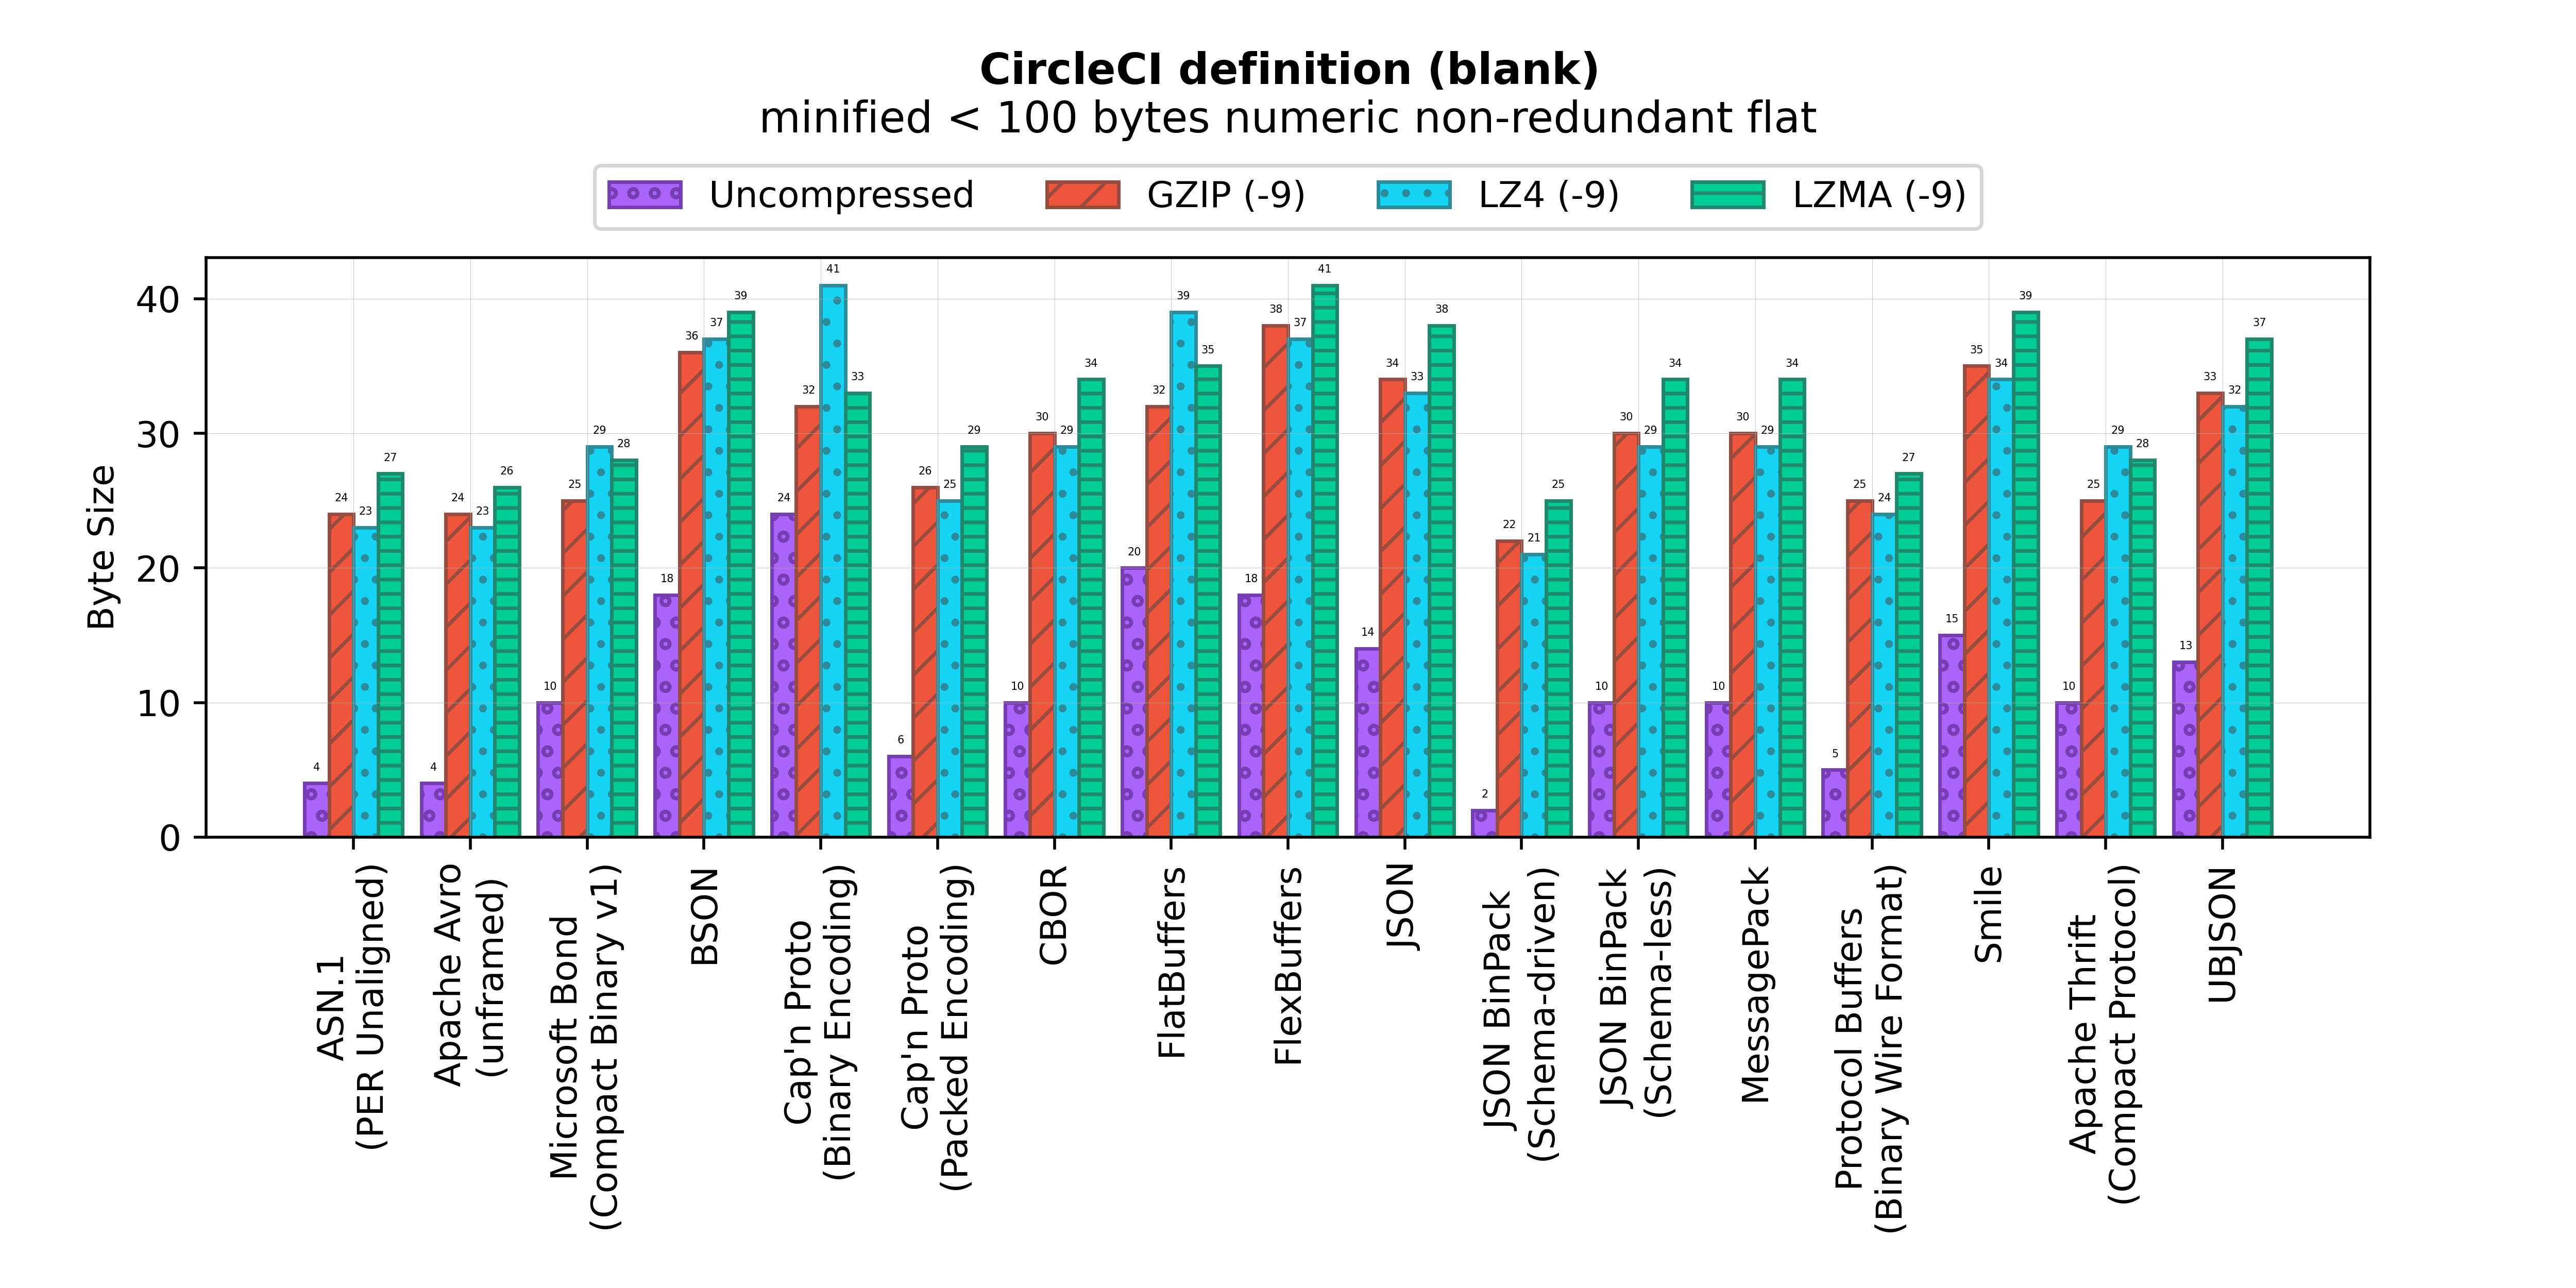 CircleCI definition (blank)
minified < 100 bytes numeric non-redundant flat
Uncompressed GZIP (-9) LZ4 (-9) LZMA (-9)
Byte Size
40
30
20
10
0
4 24 23 27
4 24 23 26
10 25 29 28
18 36 37 39
24 32 41 33
6 26 25 29
10 30 29 34
20 32 39 35
18 38 37 41
14 34 33 38
2 22 21 25
10 30 29 34
10 30 29 34
5 25 24 27
15 35 34 39
10 25 29 28
13 33 32 37
ASN.1
(PER Unaligned)
Apache Avro
(unframed)
Microsoft Bond
(Compact Binary v1)
BSON
Cap'n Proto
(Binary Encoding)
Cap'n Proto
(Packed Encoding)
CBOR
FlatBuffers
FlexBuffers
JSON
JSON BinPack
(Schema-driven)
JSON BinPack
(Schema-less)
MessagePack
Protocol Buffers
(Binary Wire Format)
Smile
Apache Thrift
(Compact Protocol)
UBJSON